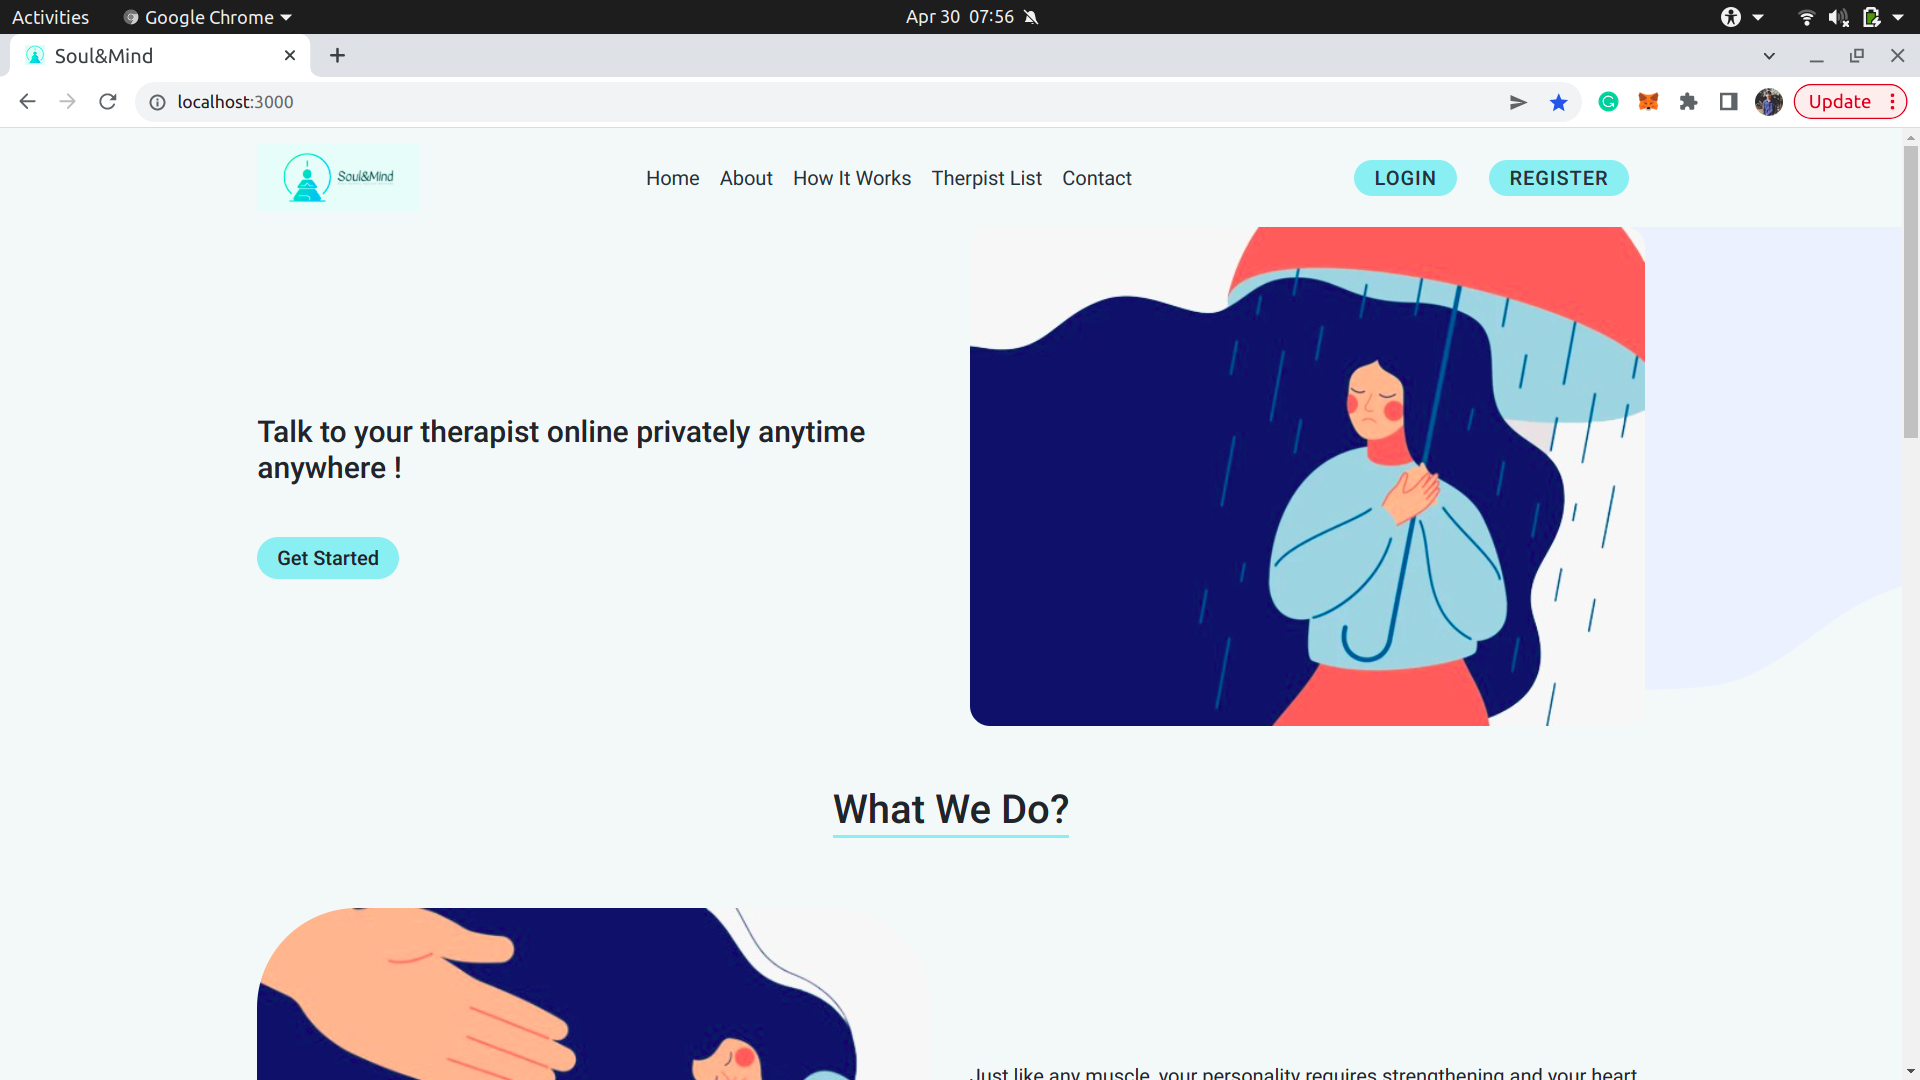 Activities Google Chrome Apr 30 07:56
Soul&Mind
localhost:3000 Update
Soul&Mind Home About How It Works Therpist List Contact LOGIN REGISTER
Talk to your therapist online privately anytime
anywhere !
Get Started
What We Do?
Just like any muscle, your personality requires strengthening and your heart